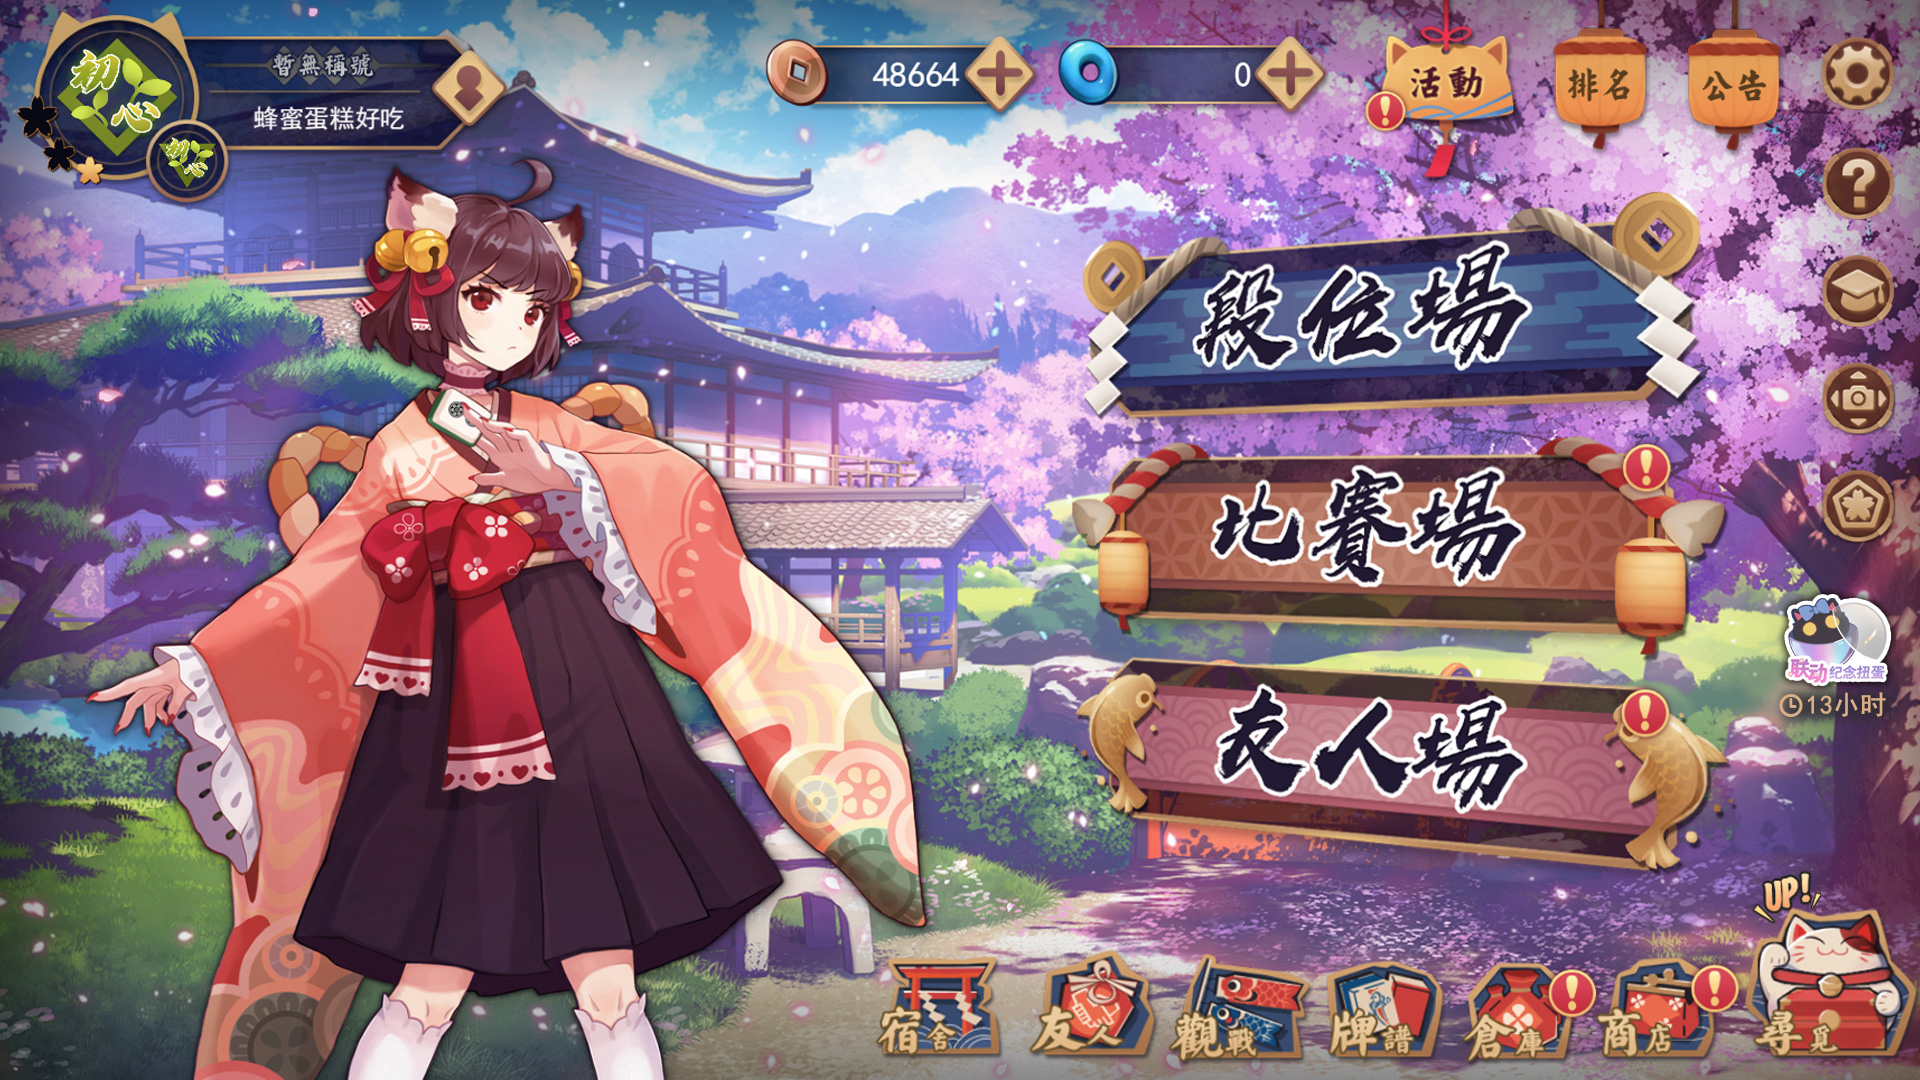 初心
暫無稱號
蜂蜜蛋糕好吃
初心
48664
0
活動
排名
公告
段位場
比賽場
友人場
联动纪念扭蛋
13小时
UP!
宿舍
友人
觀戰
牌譜
倉庫
商店
尋覓